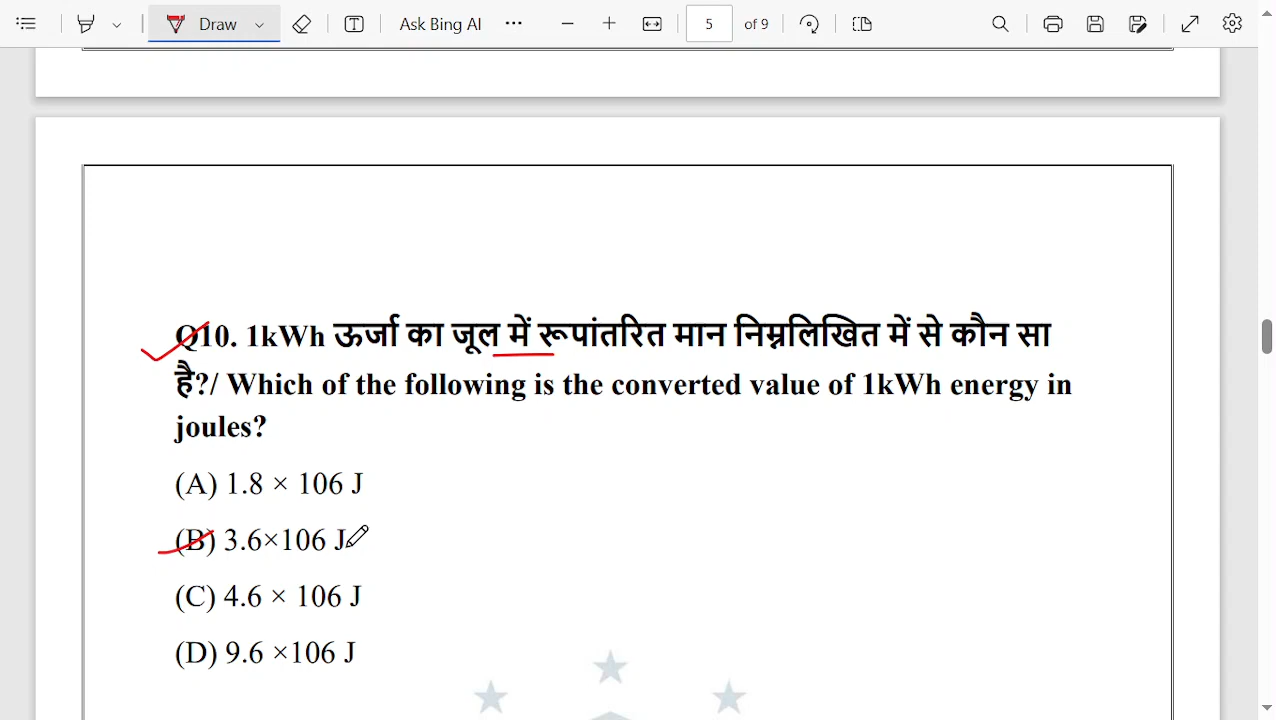 Draw
Ask Bing AI
5 of 9
Q10. 1kWh ऊर्जा का जूल में रूपांतरित मान निम्नलिखित में से कौन सा
है?/ Which of the following is the converted value of 1kWh energy in
joules?
(A) 1.8 × 106 J
(B) 3.6×106 J
(C) 4.6 × 106 J
(D) 9.6 ×106 J